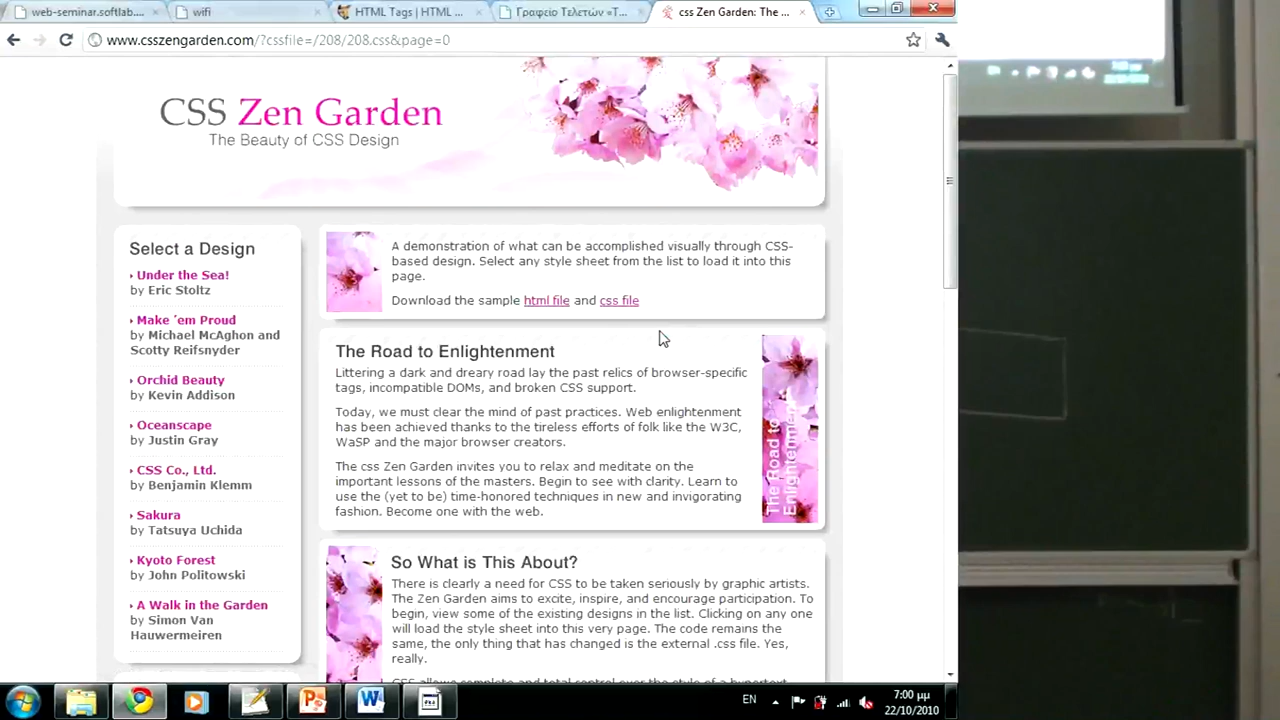 web-seminar.softlab....
wifi
HTML Tags | HTML ...
Γραφείο Τελετών «Τ...
css Zen Garden: The ...
www.csszengarden.com/?cssfile=/208/208.css&page=0
CSS Zen Garden
The Beauty of CSS Design
Select a Design
Under the Sea!
by Eric Stoltz
Make 'em Proud
by Michael McAghon and
Scotty Reifsnyder
Orchid Beauty
by Kevin Addison
Oceanscape
by Justin Gray
CSS Co., Ltd.
by Benjamin Klemm
Sakura
by Tatsuya Uchida
Kyoto Forest
by John Politowski
A Walk in the Garden
by Simon Van
Hauwermeiren
A demonstration of what can be accomplished visually through CSS-
based design. Select any style sheet from the list to load it into this
page.
Download the sample html file and css file
The Road to Enlightenment
Littering a dark and dreary road lay the past relics of browser-specific
tags, incompatible DOMs, and broken CSS support.
Today, we must clear the mind of past practices. Web enlightenment
has been achieved thanks to the tireless efforts of folk like the W3C,
WaSP and the major browser creators.
The css Zen Garden invites you to relax and meditate on the
important lessons of the masters. Begin to see with clarity. Learn to
use the (yet to be) time-honored techniques in new and invigorating
fashion. Become one with the web.
The Road to
Enlightenment
So What is This About?
There is clearly a need for CSS to be taken seriously by graphic artists.
The Zen Garden aims to excite, inspire, and encourage participation. To
begin, view some of the existing designs in the list. Clicking on any one
will load the style sheet into this very page. The code remains the
same, the only thing that has changed is the external .css file. Yes,
really.
CSS allows complete and total control over the style of a hypertext
EN
7:00 μμ
22/10/2010